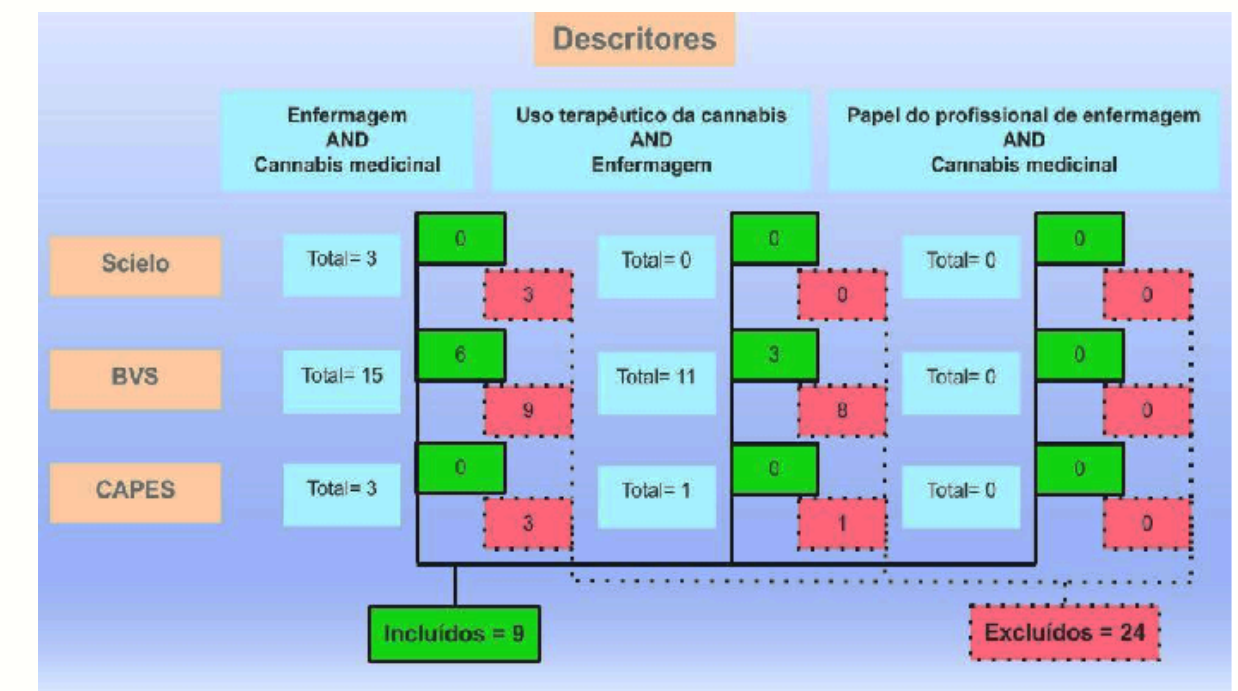 Descritores
Enfermagem
AND
Cannabis medicinal
Uso terapêutico da cannabis
AND
Enfermagem
Papel do profissional de enfermagem
AND
Cannabis medicinal
Scielo
Total= 3
0
3
Total= 0
0
0
Total= 0
0
0
BVS
Total= 15
6
9
Total= 11
3
8
Total= 0
0
0
CAPES
Total= 3
0
3
Total= 1
0
1
Total= 0
0
0
Incluídos = 9
Excluídos = 24